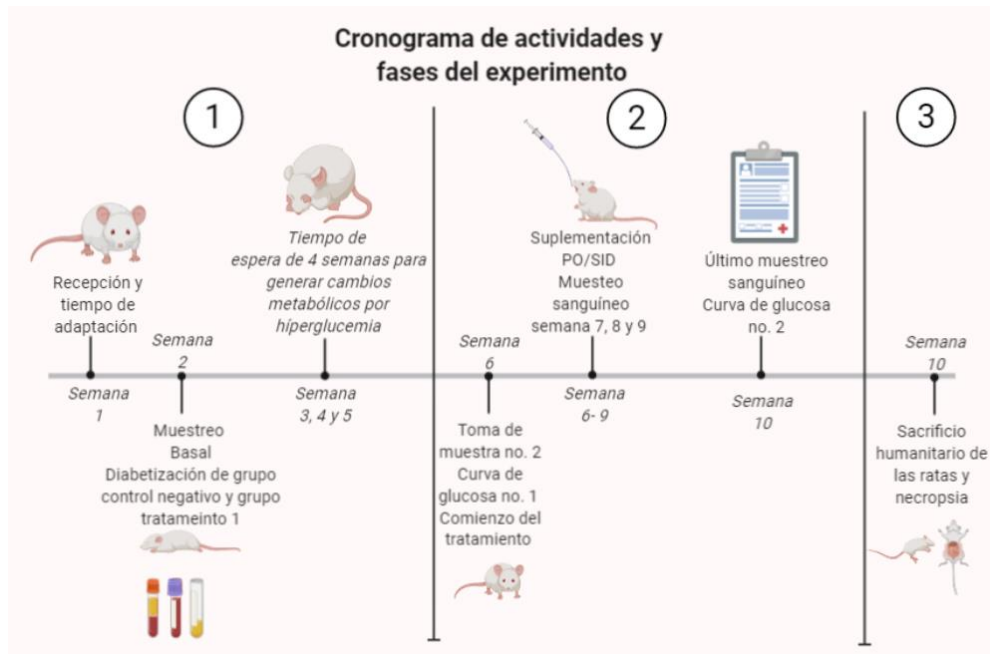 Cronograma de actividades y
fases del experimento
1
Recepción y
tiempo de
adaptación
Semana
1
Semana
2
Muestreo
Basal
Diabetización de grupo
control negativo y grupo
tratameinto 1
Tiempo de
espera de 4 semanas para
generar cambios
metabólicos por
híperglucemia
Semana
3, 4 y 5
2
Semana
6
Toma de
muestra no. 2
Curva de
glucosa no. 1
Comienzo del
tratamiento
Suplementación
PO/SID
Muesteo
sanguíneo
semana 7, 8 y 9
Semana
6- 9
Último muestreo
sanguíneo
Curva de glucosa
no. 2
Semana
10
3
Semana
10
Sacrificio
humanitario de
las ratas y
necropsia